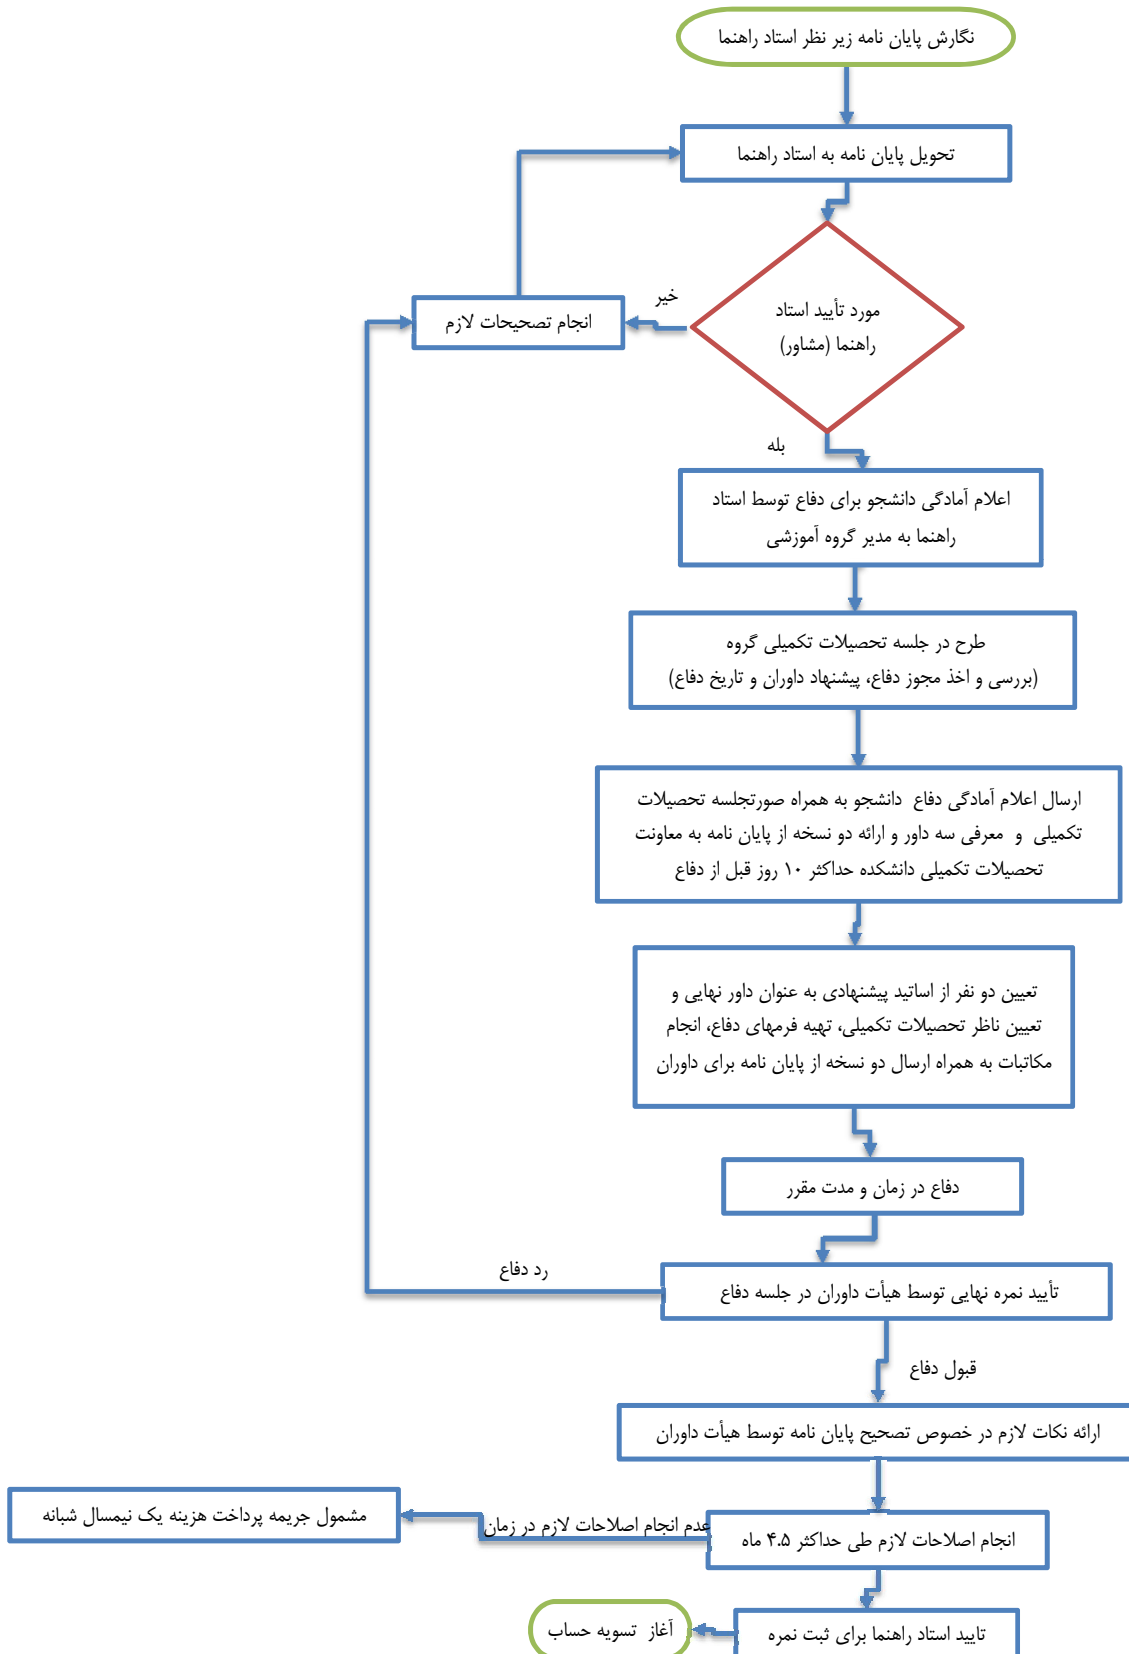 نگارش پایان نامه زیر نظر استاد راهنما
تحویل پایان نامه به استاد راهنما
مورد تأیید استاد
راهنما (مشاور)
خیر
انجام تصحیحات لازم
بله
اعلام آمادگی دانشجو برای دفاع توسط استاد
راهنما به مدیر گروه آموزشی
طرح در جلسه تحصیلات تکمیلی گروه
(بررسی و اخذ مجوز دفاع، پیشنهاد داوران و تاریخ دفاع)
ارسال اعلام آمادگی دفاع دانشجو به همراه صورتجلسه تحصیلات
تکمیلی و معرفی سه داور و ارائه دو نسخه از پایان نامه به معاونت
تحصیلات تکمیلی دانشکده حداکثر ۱۰ روز قبل از دفاع
تعیین دو نفر از اساتید پیشنهادی به عنوان داور نهایی و
تعیین ناظر تحصیلات تکمیلی، تهیه فرمهای دفاع، انجام
مکاتبات به همراه ارسال دو نسخه از پایان نامه برای داوران
دفاع در زمان و مدت مقرر
تأیید نمره نهایی توسط هیأت داوران در جلسه دفاع
رد دفاع
قبول دفاع
ارائه نکات لازم در خصوص تصحیح پایان نامه توسط هیأت داوران
انجام اصلاحات لازم طی حداکثر ۴.۵ ماه
عدم انجام اصلاحات لازم در زمان
مشمول جریمه پرداخت هزینه یک نیمسال شبانه
تایید استاد راهنما برای ثبت نمره
آغاز تسویه حساب